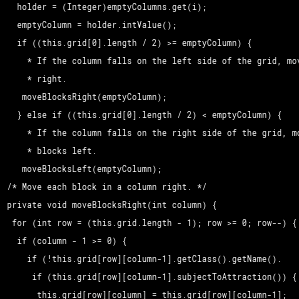 holder = (Integer)emptyColumns.get(i);
emptyColumn = holder.intValue();
if ((this.grid[0].length / 2) >= emptyColumn) {
* If the column falls on the left side of the grid, mov
* right.
moveBlocksRight(emptyColumn);
} else if ((this.grid[0].length / 2) < emptyColumn) {
* If the column falls on the right side of the grid, mo
* blocks left.
moveBlocksLeft(emptyColumn);
/* Move each block in a column right. */
private void moveBlocksRight(int column) {
for (int row = (this.grid.length - 1); row >= 0; row--) {
if (column - 1 >= 0) {
if (!this.grid[row][column-1].getClass().getName().
if (this.grid[row][column-1].subjectToAttraction()) {
this.grid[row][column] = this.grid[row][column-1];